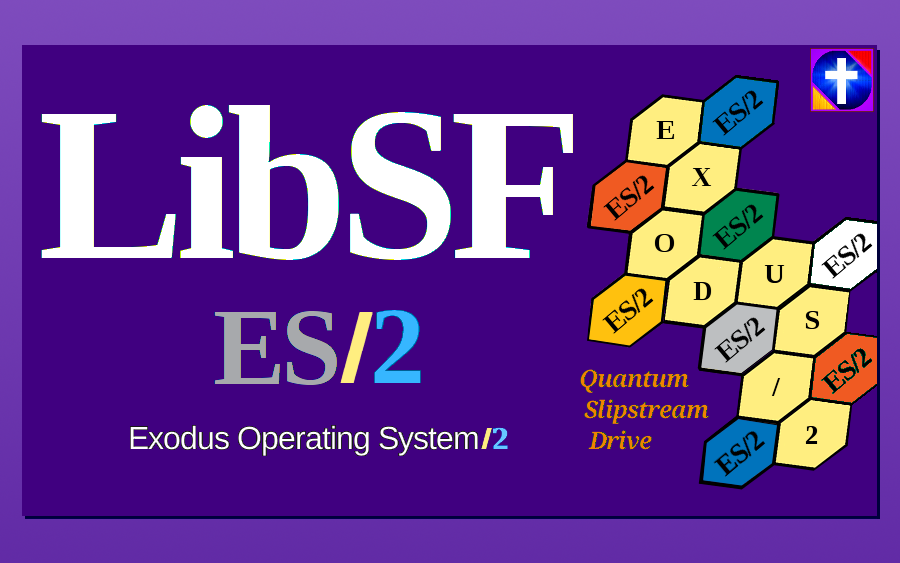 LibSF
ES/2
Exodus Operating System/2
E
ES/2
X
ES/2
ES/2
O
ES/2
U
D
ES/2
S
ES/2
ES/2
/
2
ES/2
Quantum
Slipstream
Drive